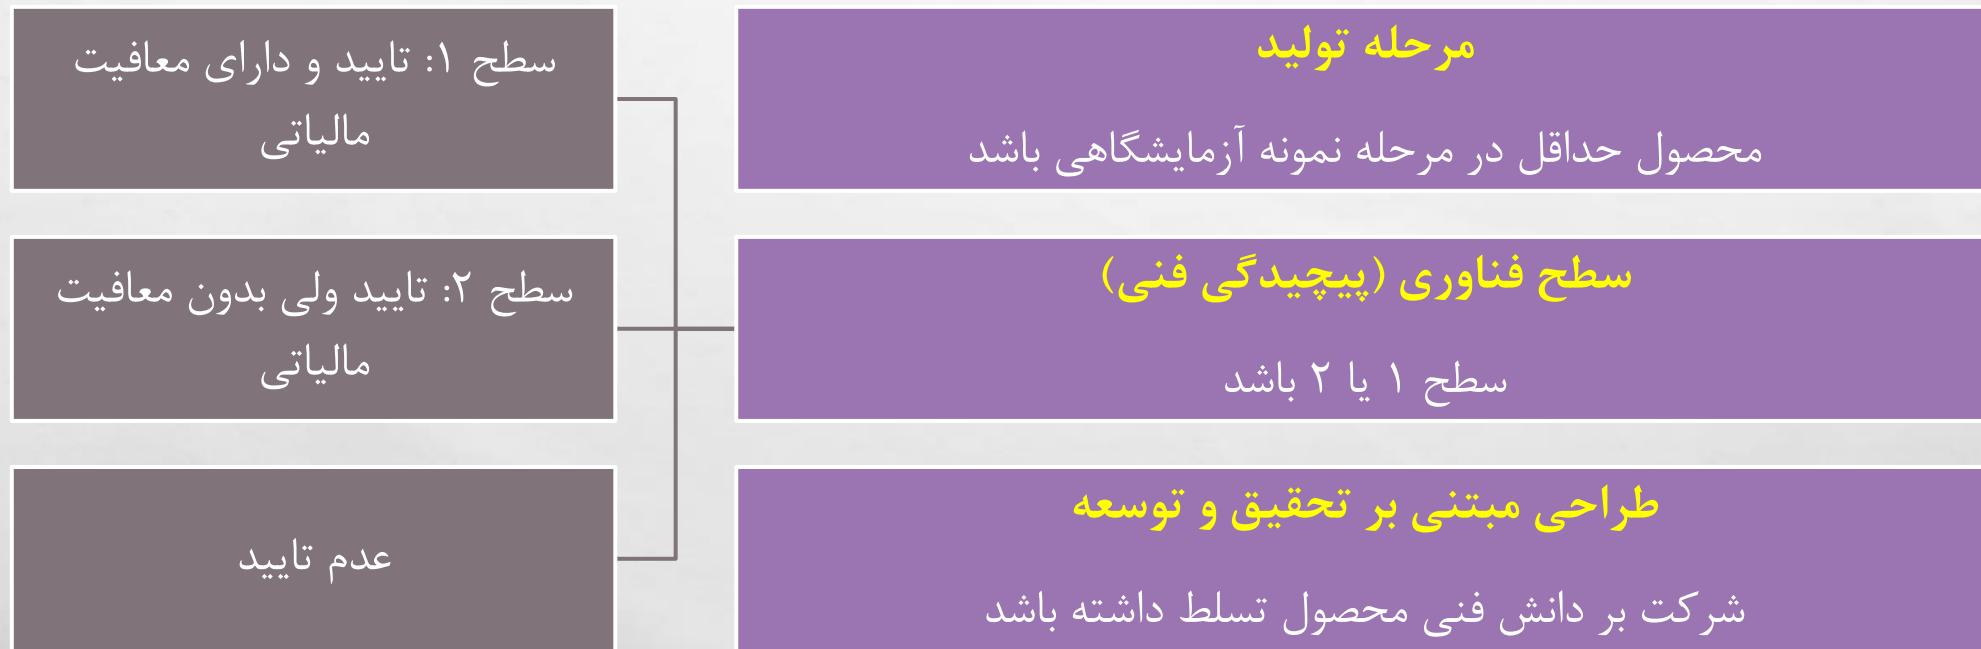 مرحله تولید
محصول حداقل در مرحله نمونه آزمایشگاهی باشد
سطح فناوری (پیچیدگی فنی)
سطح ۱ یا ۲ باشد
طراحی مبتنی بر تحقیق و توسعه
شرکت بر دانش فنی محصول تسلط داشته باشد
سطح ۱: تایید و دارای معافیت
مالیاتی
سطح ۲: تایید ولی بدون معافیت
مالیاتی
عدم تایید